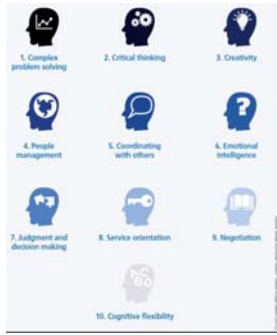 1. Complex
problem solving
2. Critical thinking
3. Creativity
4. People
management
5. Coordinating
with others
6. Emotional
intelligence
7. Judgment and
decision making
8. Service orientation
9. Negotiation
10. Cognitive flexibility